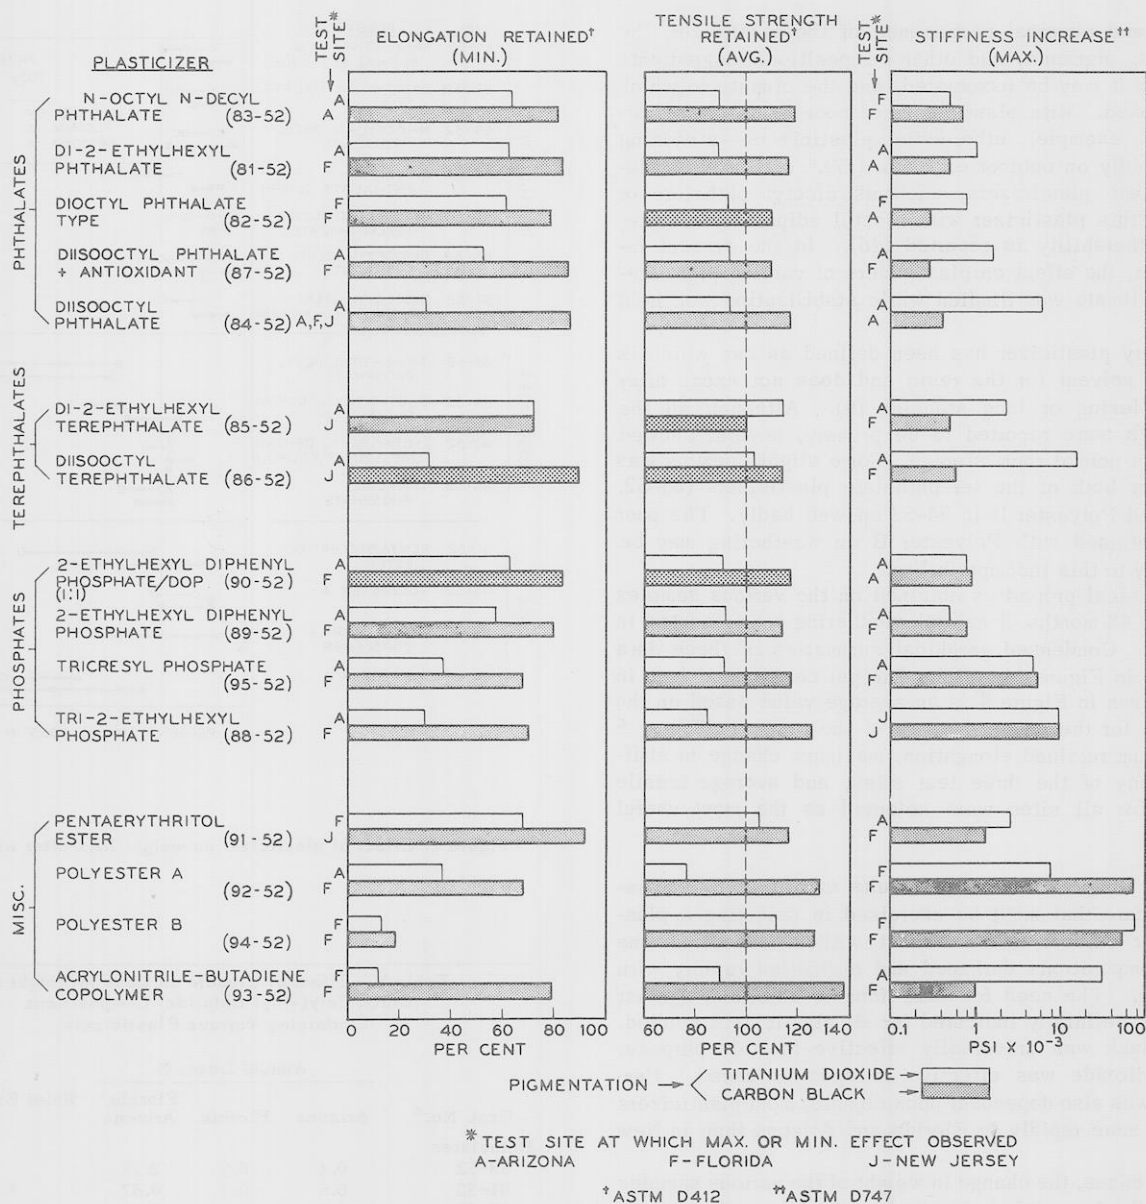 TEST SITE*
ELONGATION RETAINED†
(MIN.)
TENSILE STRENGTH
RETAINED†
(AVG.)
TEST SITE*
STIFFNESS INCREASE††
(MAX.)
PLASTICIZER
PHTHALATES
N-OCTYL N-DECYL A F
PHTHALATE (83-52) A F
DI-2-ETHYLHEXYL A A
PHTHALATE (81-52) F A
DIOCTYL PHTHALATE F F
TYPE (82-52) F A
DIISOOCTYL PHTHALATE A A
+ ANTIOXIDANT (87-52) F F
DIISOOCTYL A A
PHTHALATE (84-52) A,F,J A
TEREPHTHALATES
DI-2-ETHYLHEXYL A A
TEREPHTHALATE (85-52) J F
DIISOOCTYL A A
TEREPHTHALATE (86-52) J F
PHOSPHATES
2-ETHYLHEXYL DIPHENYL A A
PHOSPHATE/DOP (90-52) F A
(1:1)
2-ETHYLHEXYL DIPHENYL A A
PHOSPHATE (89-52) F F
TRICRESYL PHOSPHATE A A
(95-52) F F
TRI-2-ETHYLHEXYL A J
PHOSPHATE (88-52) F J
MISC.
PENTAERYTHRITOL F A
ESTER (91-52) J F
POLYESTER A A F
(92-52) F F
POLYESTER B F F
(94-52) F F
ACRYLONITRILE-BUTADIENE F A
COPOLYMER (93-52) F F
0 20 40 60 80 100
PER CENT
60 80 100 120 140
PER CENT
0.1 1.0 10 100
PSI × 10⁻³
PIGMENTATION
TITANIUM DIOXIDE
CARBON BLACK
* TEST SITE AT WHICH MAX. OR MIN. EFFECT OBSERVED
A-ARIZONA F-FLORIDA J-NEW JERSEY
† ASTM D412 †† ASTM D747